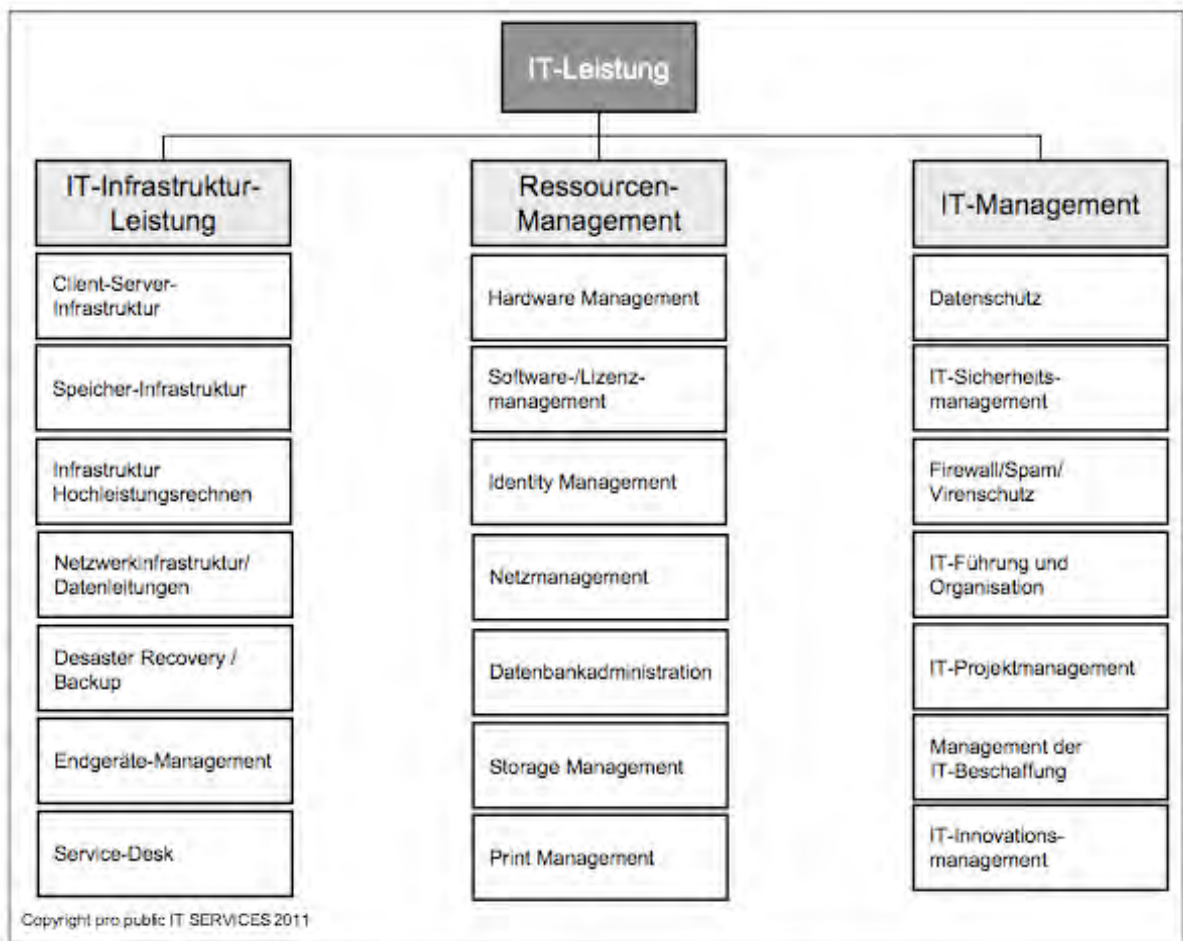 IT-Leistung
IT-Infrastruktur-
Leistung
Client-Server-
Infrastruktur
Speicher-Infrastruktur
Infrastruktur
Hochleistungsrechnen
Netzwerkinfrastruktur/
Datenleitungen
Desaster Recovery /
Backup
Endgeräte-Management
Service-Desk
Ressourcen-
Management
Hardware Management
Software-/Lizenz-
management
Identity Management
Netzmanagement
Datenbankadministration
Storage Management
Print Management
IT-Management
Datenschutz
IT-Sicherheits-
management
Firewall/Spam/
Virenschutz
IT-Führung und
Organisation
IT-Projektmanagement
Management der
IT-Beschaffung
IT-Innovations-
management
Copyright pro public IT SERVICES 2011